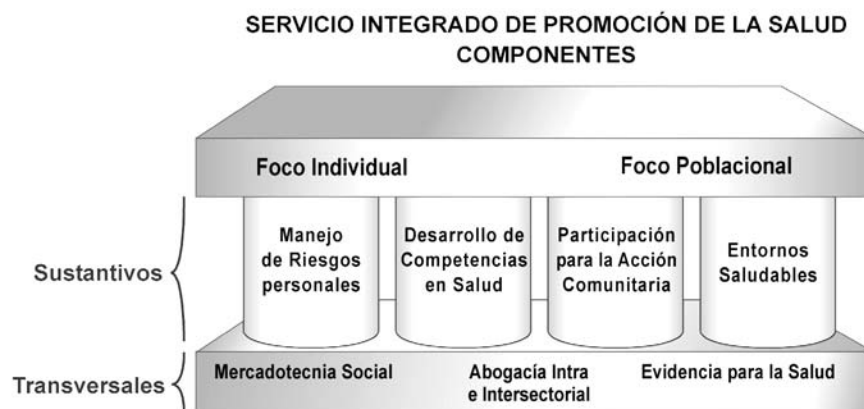 SERVICIO INTEGRADO DE PROMOCIÓN DE LA SALUD
COMPONENTES
Foco Individual
Foco Poblacional
Sustantivos
Manejo
de Riesgos
personales
Desarrollo de
Competencias
en Salud
Participación
para la Acción
Comunitaria
Entornos
Saludables
Transversales
Mercadotecnia Social
Abogacía Intra
e Intersectorial
Evidencia para la Salud